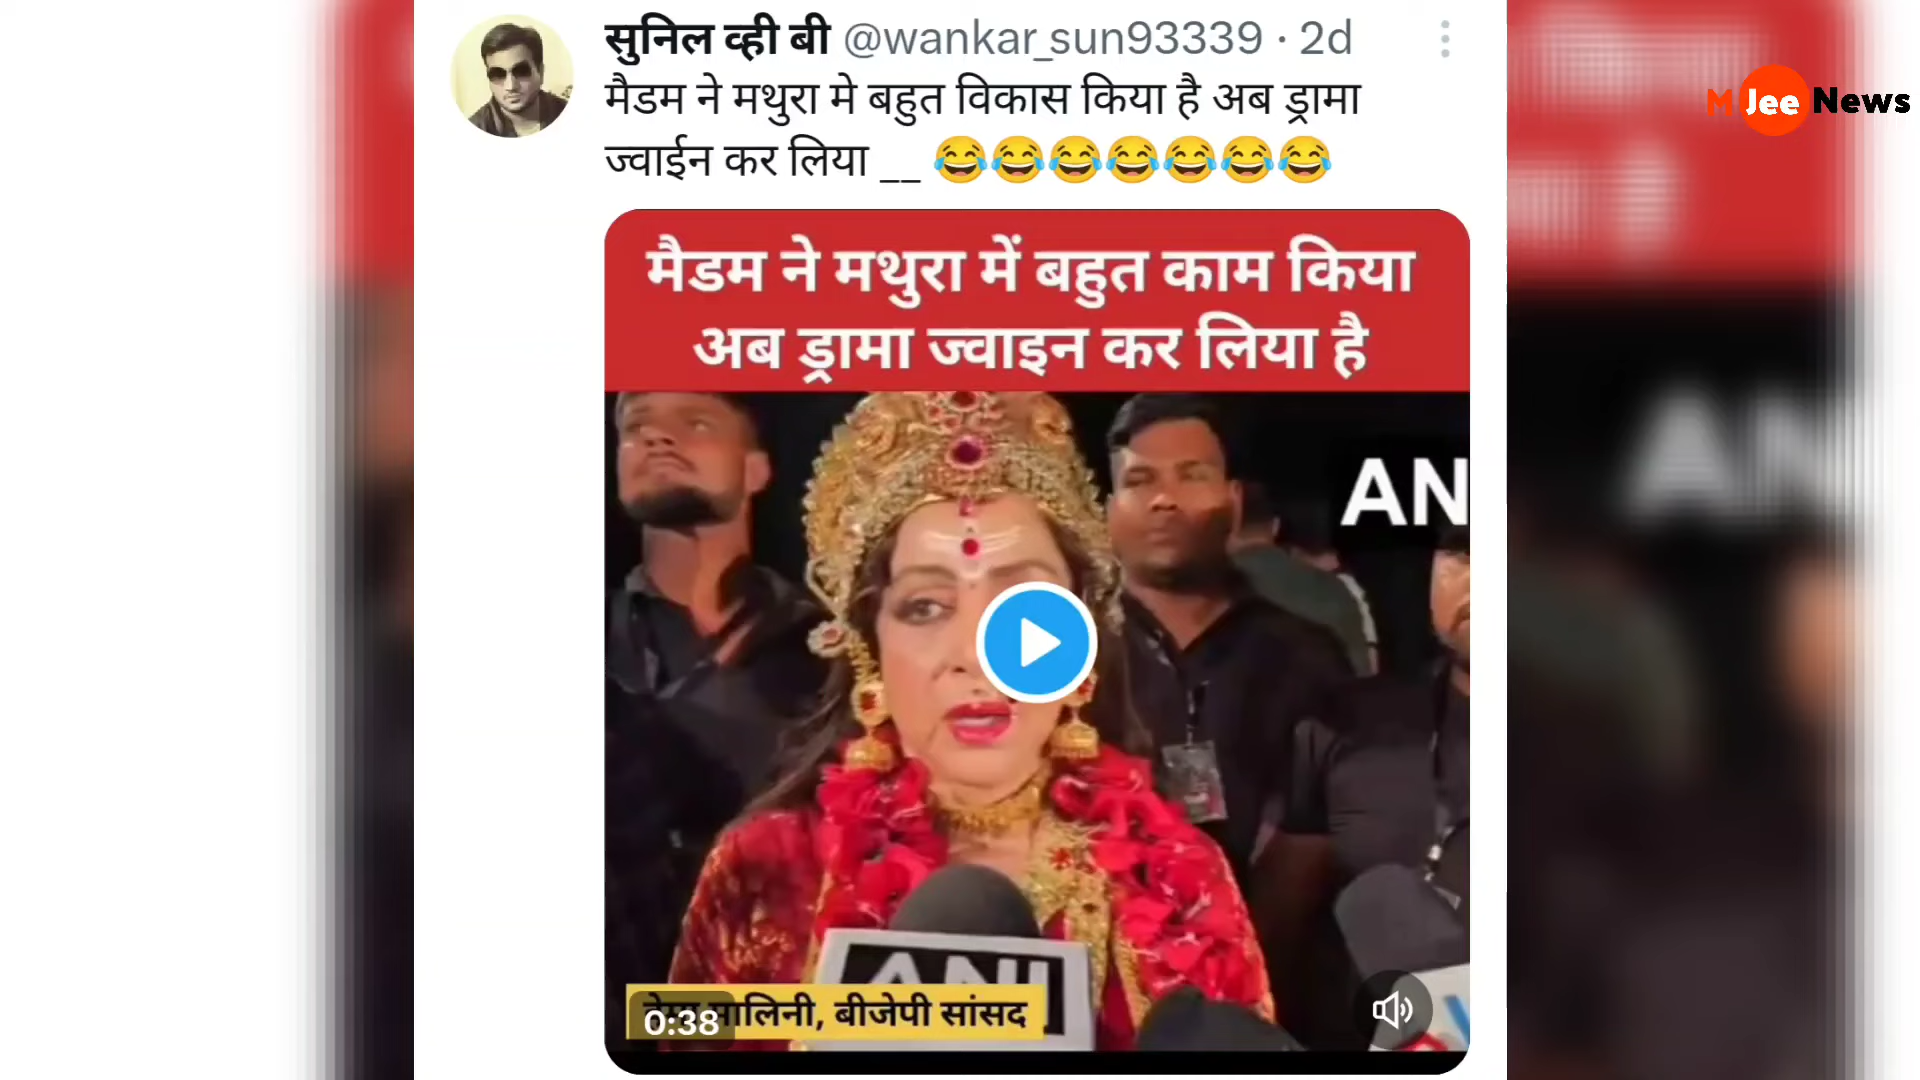 सुनिल व्ही बी @wankar_sun93339 · 2d
मैडम ने मथुरा मे बहुत विकास किया है अब ड्रामा
ज्वाईन कर लिया __ 😂😂😂😂😂😂😂
M Jee News
मैडम ने मथुरा में बहुत काम किया
अब ड्रामा ज्वाइन कर लिया है
AN
ANI
मालिनी, बीजेपी सांसद
0:38